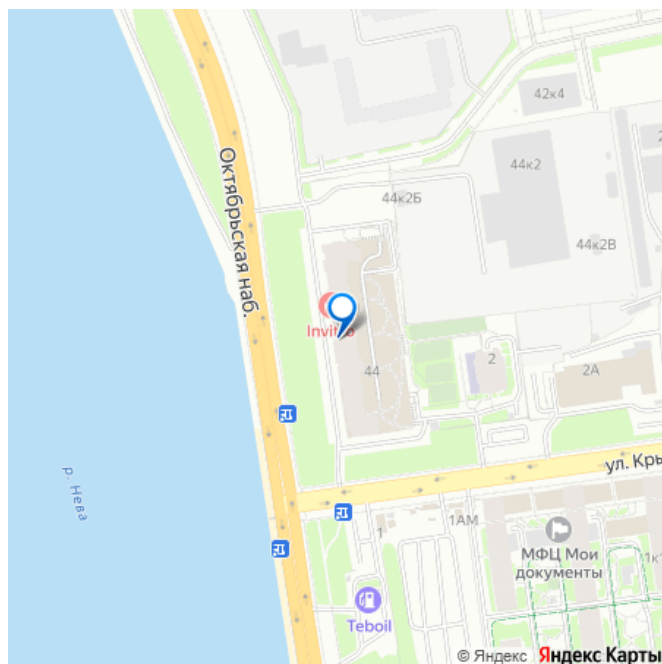 42к4
Октябрьская наб.
44к2
44к2Б
44к2В
2
44
2А
ул. Кры
р. Нева
1
1АМ
МФЦ Мои
документы
1к1
Teboil
© Яндекс Яндекс Карты